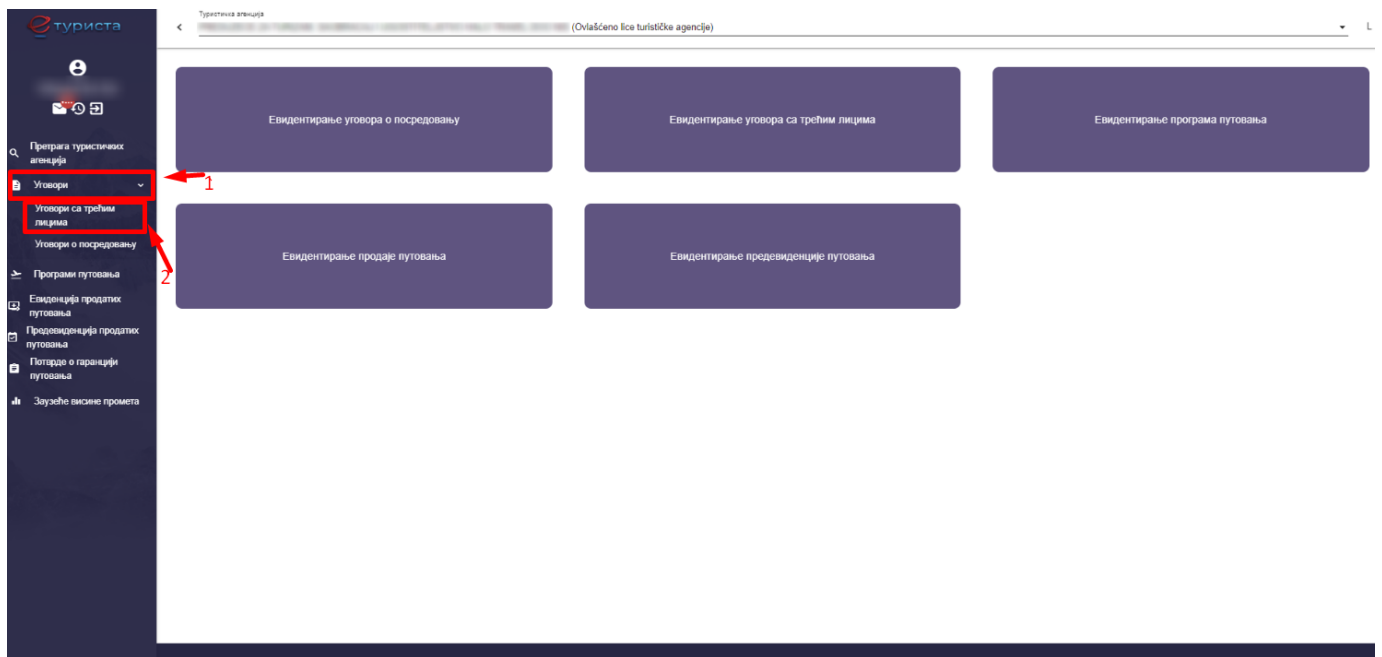 туриста
Туристичка агенција
(Ovlašćeno lice turističke agencije)
L
Претрага туристичких
агенција
Уговори
1
Уговори са трећим
лицима
Уговори о посредовању
2
Програми путовања
Евиденција продатих
путовања
Предевиденција продатих
путовања
Потврде о гаранцији
путовања
Заузеће висине промета
Евидентирање уговора о посредовању
Евидентирање уговора са трећим лицима
Евидентирање програма путовања
Евидентирање продаје путовања
Евидентирање предевиденције путовања